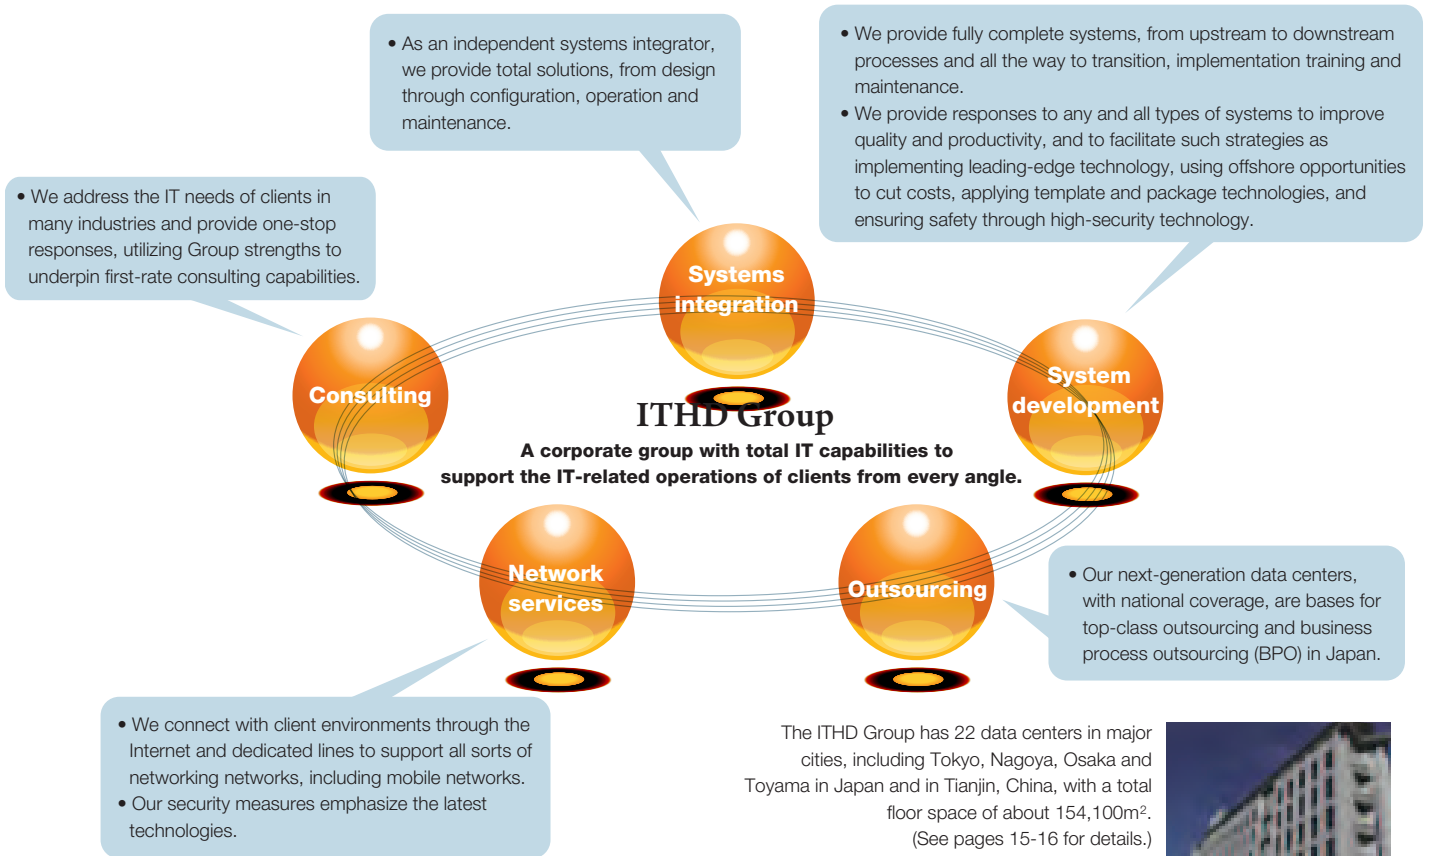 • As an independent systems integrator,
we provide total solutions, from design
through configuration, operation and
maintenance.
• We provide fully complete systems, from upstream to downstream
processes and all the way to transition, implementation training and
maintenance.
• We provide responses to any and all types of systems to improve
quality and productivity, and to facilitate such strategies as
implementing leading-edge technology, using offshore opportunities
to cut costs, applying template and package technologies, and
ensuring safety through high-security technology.
• We address the IT needs of clients in
many industries and provide one-stop
responses, utilizing Group strengths to
underpin first-rate consulting capabilities.
Systems
integration
Consulting
System
development
ITHD Group
A corporate group with total IT capabilities to
support the IT-related operations of clients from every angle.
Network
services
Outsourcing
• Our next-generation data centers,
with national coverage, are bases for
top-class outsourcing and business
process outsourcing (BPO) in Japan.
• We connect with client environments through the
Internet and dedicated lines to support all sorts of
networking networks, including mobile networks.
• Our security measures emphasize the latest
technologies.
The ITHD Group has 22 data centers in major
cities, including Tokyo, Nagoya, Osaka and
Toyama in Japan and in Tianjin, China, with a total
floor space of about 154,100m².
(See pages 15-16 for details.)